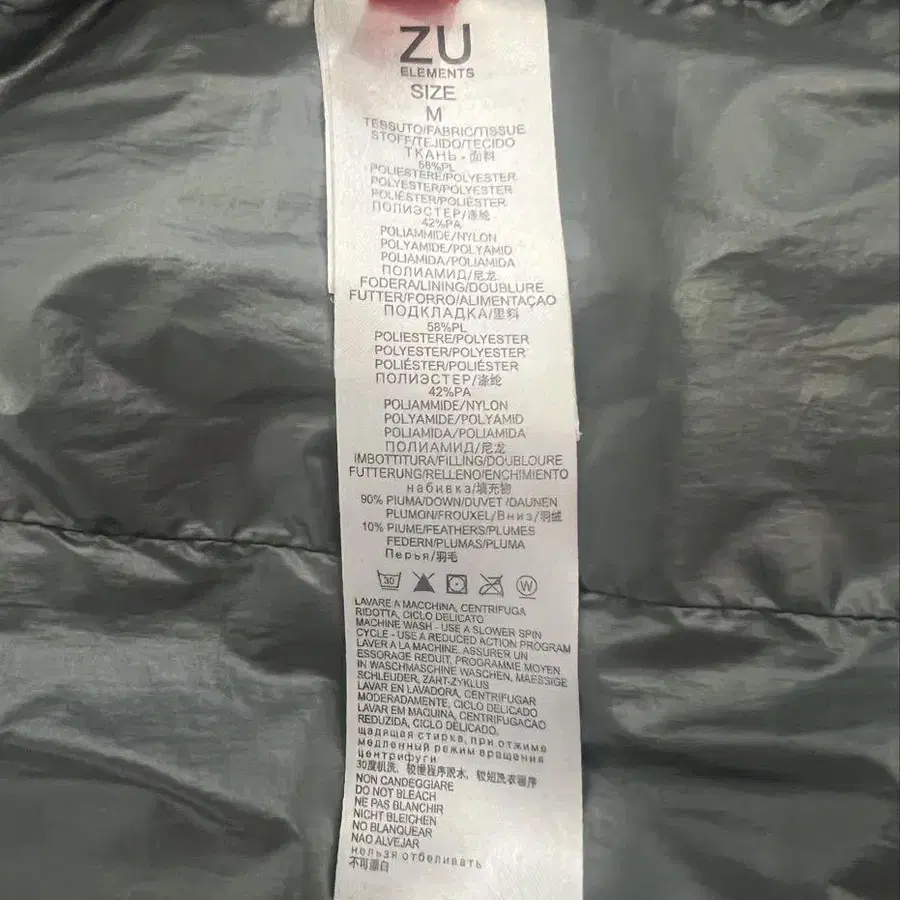 ZU
ELEMENTS
SIZE
M
TESSUTO/FABRIC/TISSUE
STOFF/TEJIDO/TECIDO
ТКАНЬ - 面料
58%PL
POLIESTERE/POLYESTER
POLYESTER/POLYESTER
POLIÉSTER/POLIÉSTER
ПОЛИЭСТЕР/涤纶
42%PA
POLIAMMIDE/NYLON
POLYAMIDE/POLYAMID
POLIAMIDA/POLIAMIDA
ПОЛИАМИД/尼龙
FODERA/LINING/DOUBLURE
FUTTER/FORRO/ALIMENTAÇAO
ПОДКЛАДКА/里料
58%PL
POLIESTERE/POLYESTER
POLYESTER/POLYESTER
POLIÉSTER/POLIÉSTER
ПОЛИЭСТЕР/涤纶
42%PA
POLIAMMIDE/NYLON
POLYAMIDE/POLYAMID
POLIAMIDA/POLIAMIDA
ПОЛИАМИД/尼龙
IMBOTTITURA/FILLING/DOUBLOURE
FUTTERUNG/RELLENO/ENCHIMIENTO
набивка/填充物
90% PIUMA/DOWN/DUVET /DAUNEN
PLUMON/FROUXEL/Вниз/羽绒
10% PIUME/FEATHERS/PLUMES
FEDERN/PLUMAS/PLUMA
Перья/羽毛
30 W
LAVARE A MACCHINA, CENTRIFUGA
RIDOTTA, CICLO DELICATO
MACHINE WASH - USE A SLOWER SPIN
CYCLE - USE A REDUCED ACTION PROGRAM
LAVER A LA MACHINE. ASSURER UN
ESSORAGE REDUIT, PROGRAMME MOYEN
IN WASCHMASCHINE WASCHEN, MAESSIGE
SCHLEUDER, ZART-ZYKLUS
LAVAR EN LAVADORA, CENTRIFUGAR
MODERADAMENTE, CICLO DELICADO
LAVAR EM MAQUINA, CENTRIFUGACAO
REDUZIDA, CICLO DELICADO.
щадящая стирка, при отжиме
медленный режим вращения
центрифуги
30度机洗，较慢程序脱水，较短洗衣程序
NON CANDEGGIARE
DO NOT BLEACH
NE PAS BLANCHIR
NICHT BLEICHEN
NO BLANQUEAR
NAO ALVEJAR
нельзя отбеливать
不可漂白